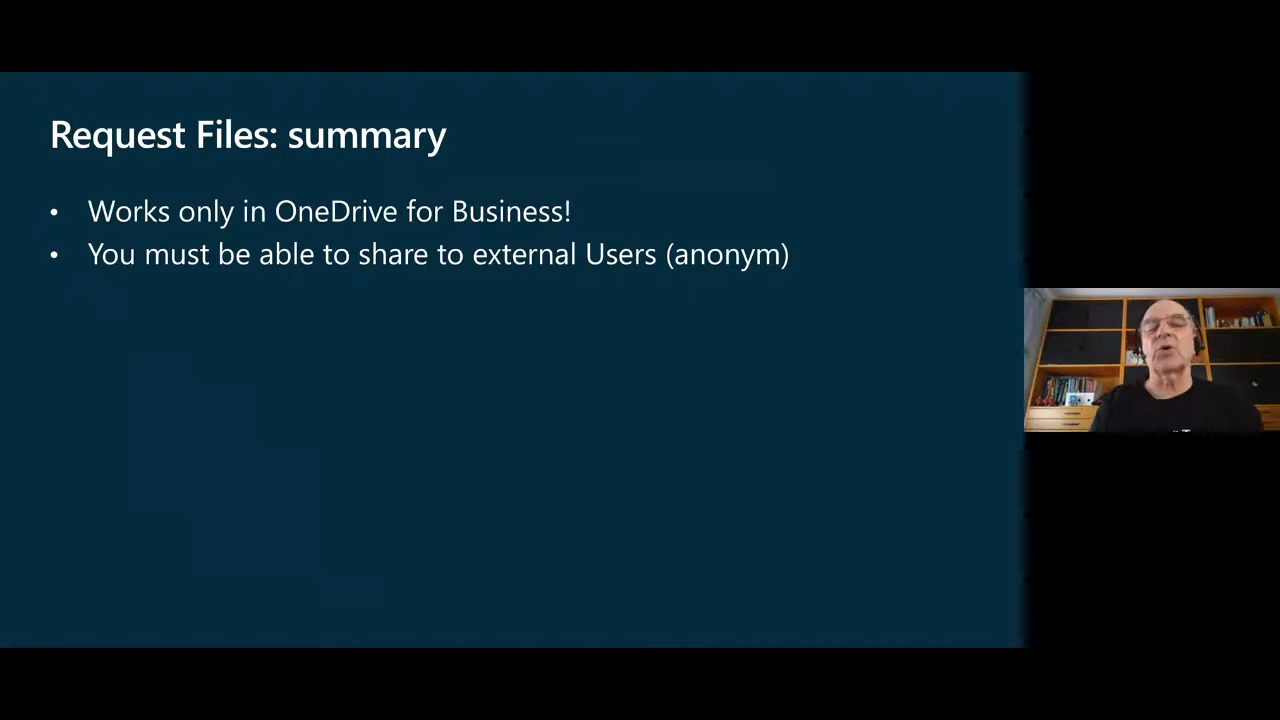 Request Files: summary
• Works only in OneDrive for Business!
• You must be able to share to external Users (anonym)